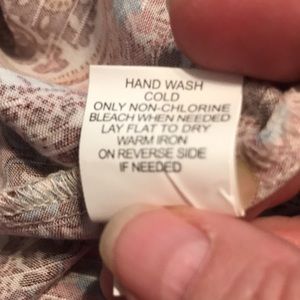 HAND WASH
COLD
ONLY NON-CHLORINE
BLEACH WHEN NEEDED
LAY FLAT TO DRY
WARM IRON
ON REVERSE SIDE
IF NEEDED